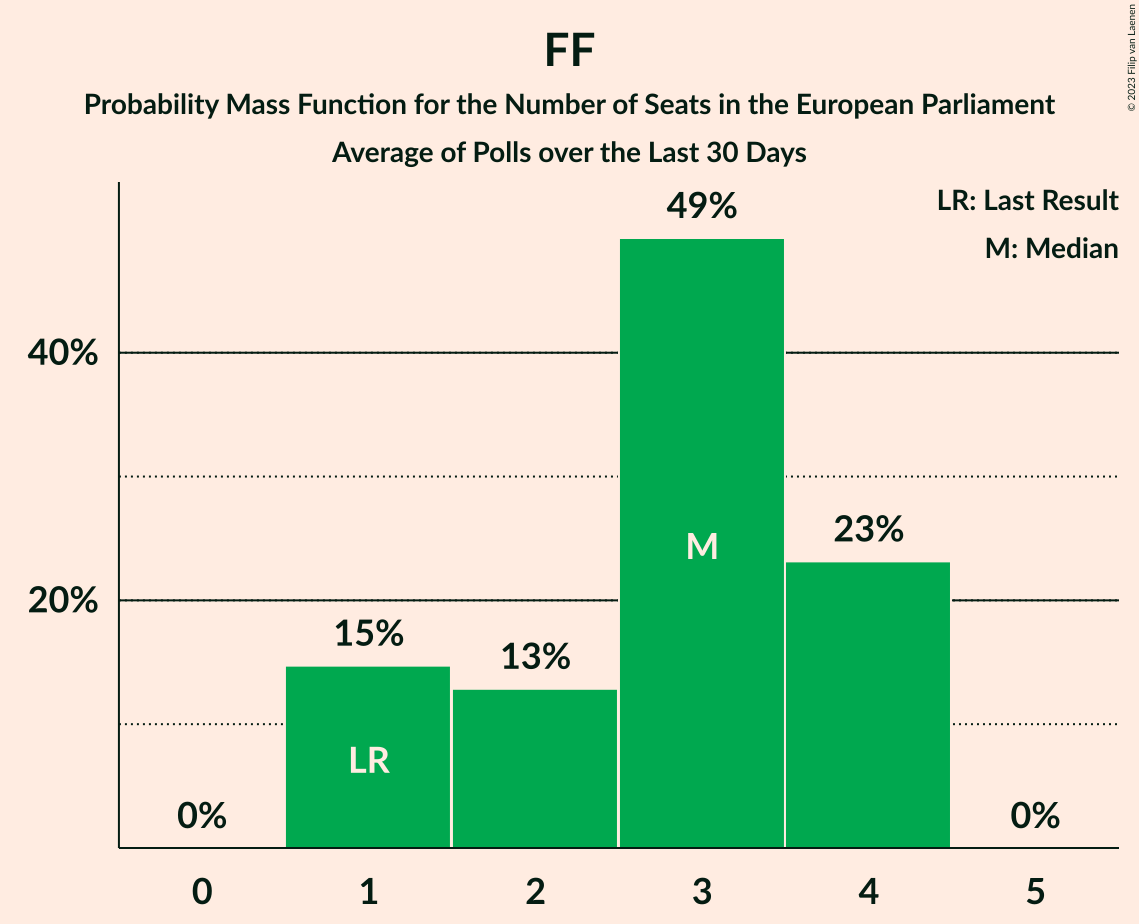 FF
Probability Mass Function for the Number of Seats in the European Parliament
Average of Polls over the Last 30 Days
© 2023 Filip van Laenen
LR: Last Result
M: Median
49%
40%
M
23%
20%
15%
13%
LR
0%
0%
0 1 2 3 4 5